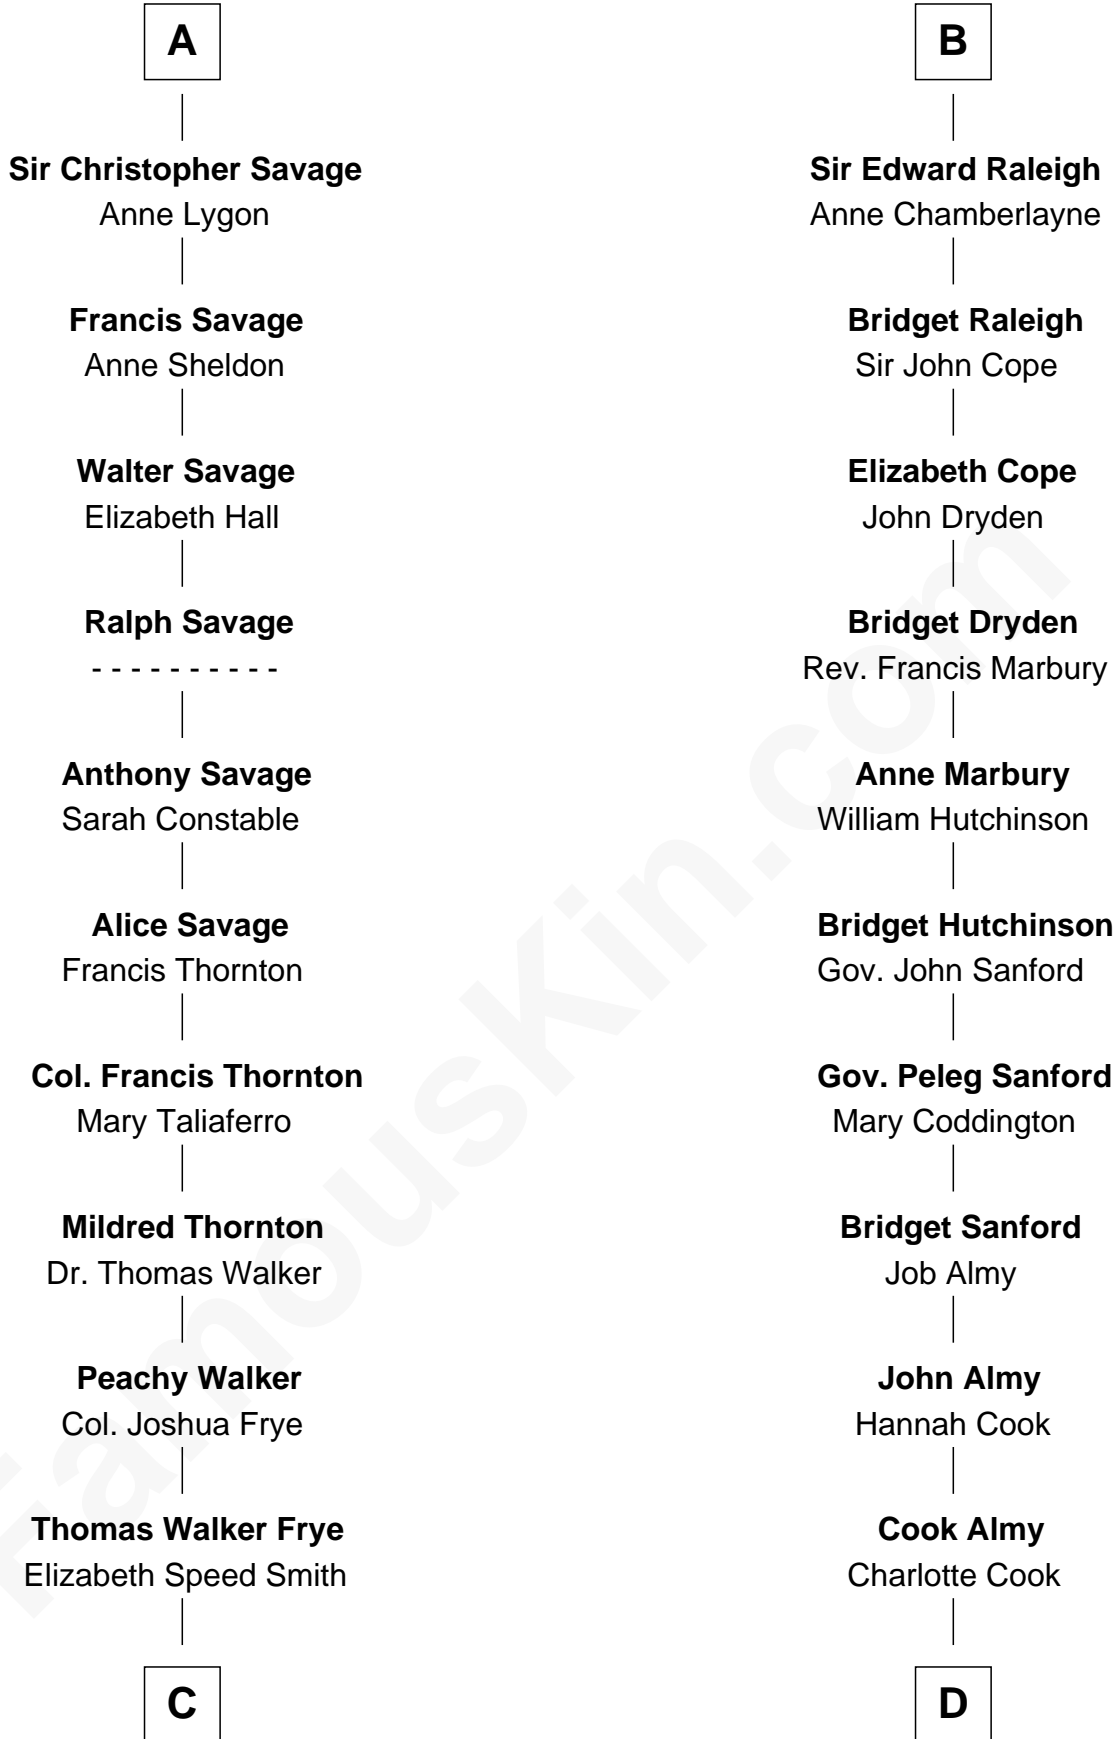 A
Sir Christopher Savage
Anne Lygon
Francis Savage
Anne Sheldon
Walter Savage
Elizabeth Hall
Ralph Savage
- - - - - - - - - -
Anthony Savage
Sarah Constable
Alice Savage
Francis Thornton
Col. Francis Thornton
Mary Taliaferro
Mildred Thornton
Dr. Thomas Walker
Peachy Walker
Col. Joshua Frye
Thomas Walker Frye
Elizabeth Speed Smith
C
B
Sir Edward Raleigh
Anne Chamberlayne
Bridget Raleigh
Sir John Cope
Elizabeth Cope
John Dryden
Bridget Dryden
Rev. Francis Marbury
Anne Marbury
William Hutchinson
Bridget Hutchinson
Gov. John Sanford
Gov. Peleg Sanford
Mary Coddington
Bridget Sanford
Job Almy
John Almy
Hannah Cook
Cook Almy
Charlotte Cook
D
FamousKin.com